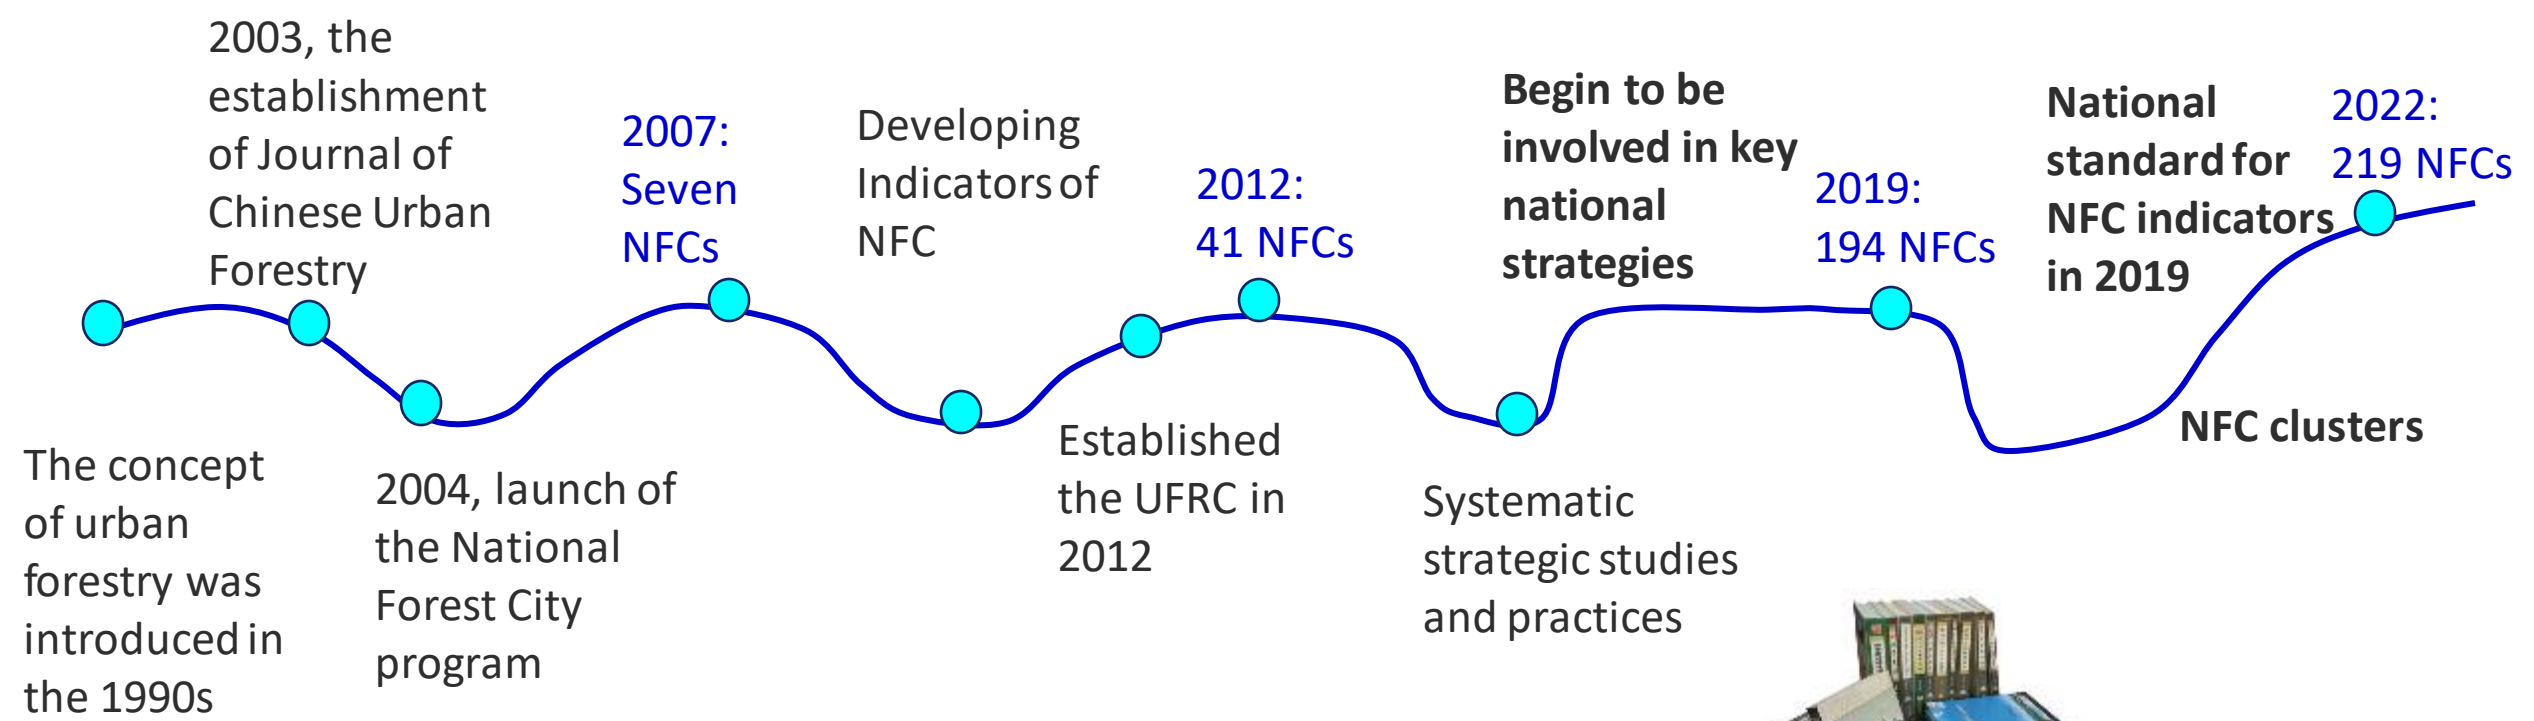 The concept
of urban
forestry was
introduced in
the 1990s
2003, the
establishment
of Journal of
Chinese Urban
Forestry
2004, launch of
the National
Forest City
program
2007:
Seven
NFCs
Developing
Indicators of
NFC
Established
the UFRC in
2012
2012:
41 NFCs
Systematic
strategic studies
and practices
Begin to be
involved in key
national
strategies
2019:
194 NFCs
National
standard for
NFC indicators
in 2019
NFC clusters
2022:
219 NFCs